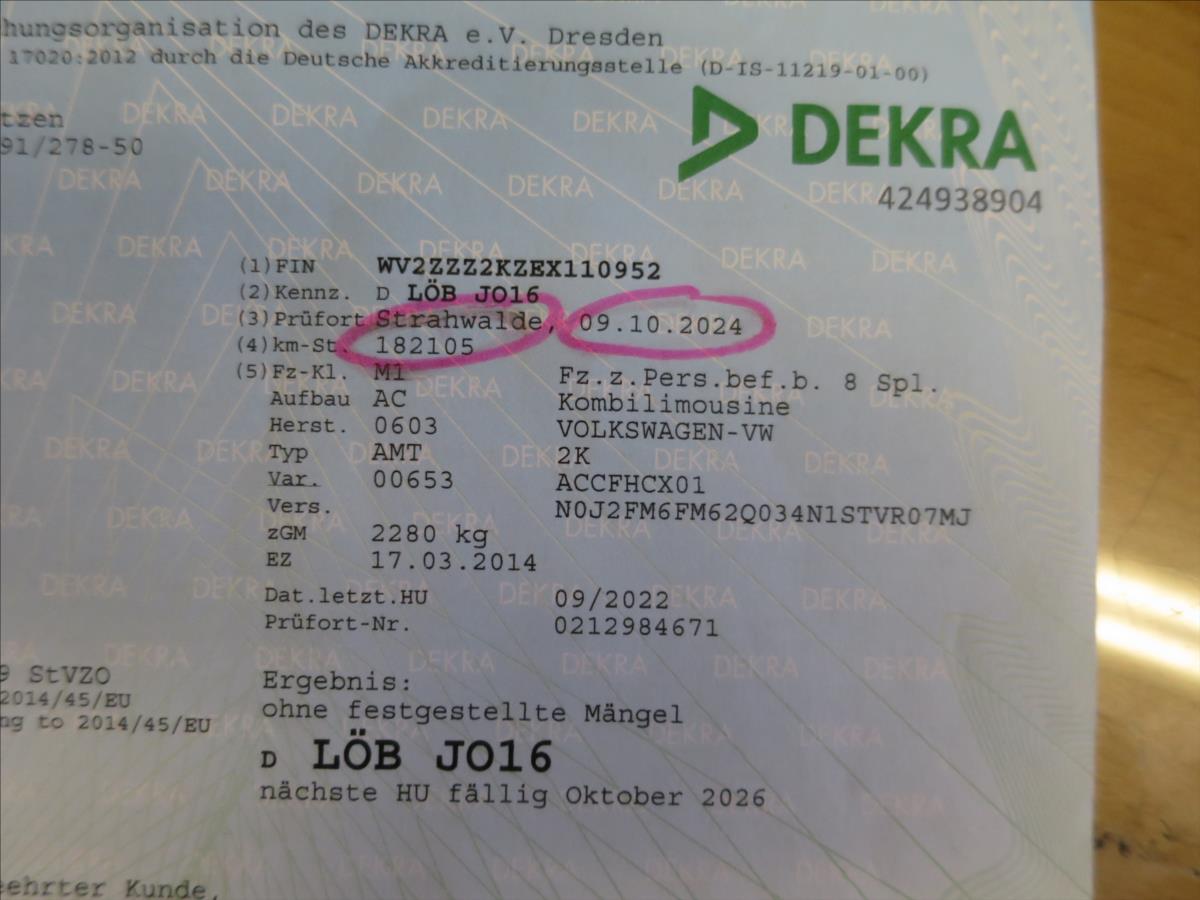 hungsorganisation des DEKRA e.V. Dresden
17020:2012 durch die Deutsche Akkreditierungsstelle (D-IS-11219-01-00)
tzen
91/278-50
DEKRA
424938904
(1)FIN WV2ZZZ2KZEX110952
(2)Kennz. D LÖB JO16
(3)Prüfort Strahwalde, 09.10.2024
(4)km-St. 182105
(5)Fz-Kl. M1 Fz.z.Pers.bef.b. 8 Spl.
Aufbau AC Kombilimousine
Herst. 0603 VOLKSWAGEN-VW
Typ AMT 2K
Var. 00653 ACCFHCX01
Vers. N0J2FM6FM62Q034N1STVR07MJ
zGM 2280 kg
EZ 17.03.2014
Dat.letzt.HU 09/2022
Prüfort-Nr. 0212984671
9 StVZO
2014/45/EU
ng to 2014/45/EU
Ergebnis:
ohne festgestellte Mängel
D LÖB JO16
nächste HU fällig Oktober 2026
eehrter Kunde,